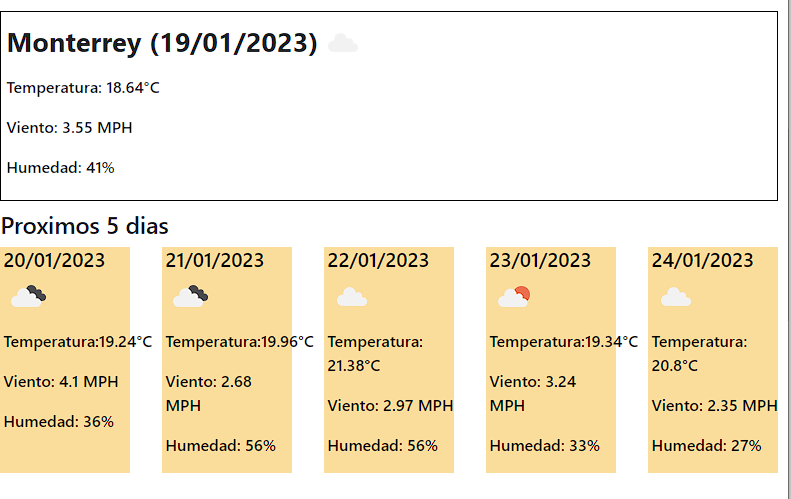 Monterrey (19/01/2023)
Temperatura: 18.64°C
Viento: 3.55 MPH
Humedad: 41%
Proximos 5 dias
20/01/2023
Temperatura:19.24°C
Viento: 4.1 MPH
Humedad: 36%
21/01/2023
Temperatura:19.96°C
Viento: 2.68
MPH
Humedad: 56%
22/01/2023
Temperatura:
21.38°C
Viento: 2.97 MPH
Humedad: 56%
23/01/2023
Temperatura:19.34°C
Viento: 3.24
MPH
Humedad: 33%
24/01/2023
Temperatura:
20.8°C
Viento: 2.35 MPH
Humedad: 27%